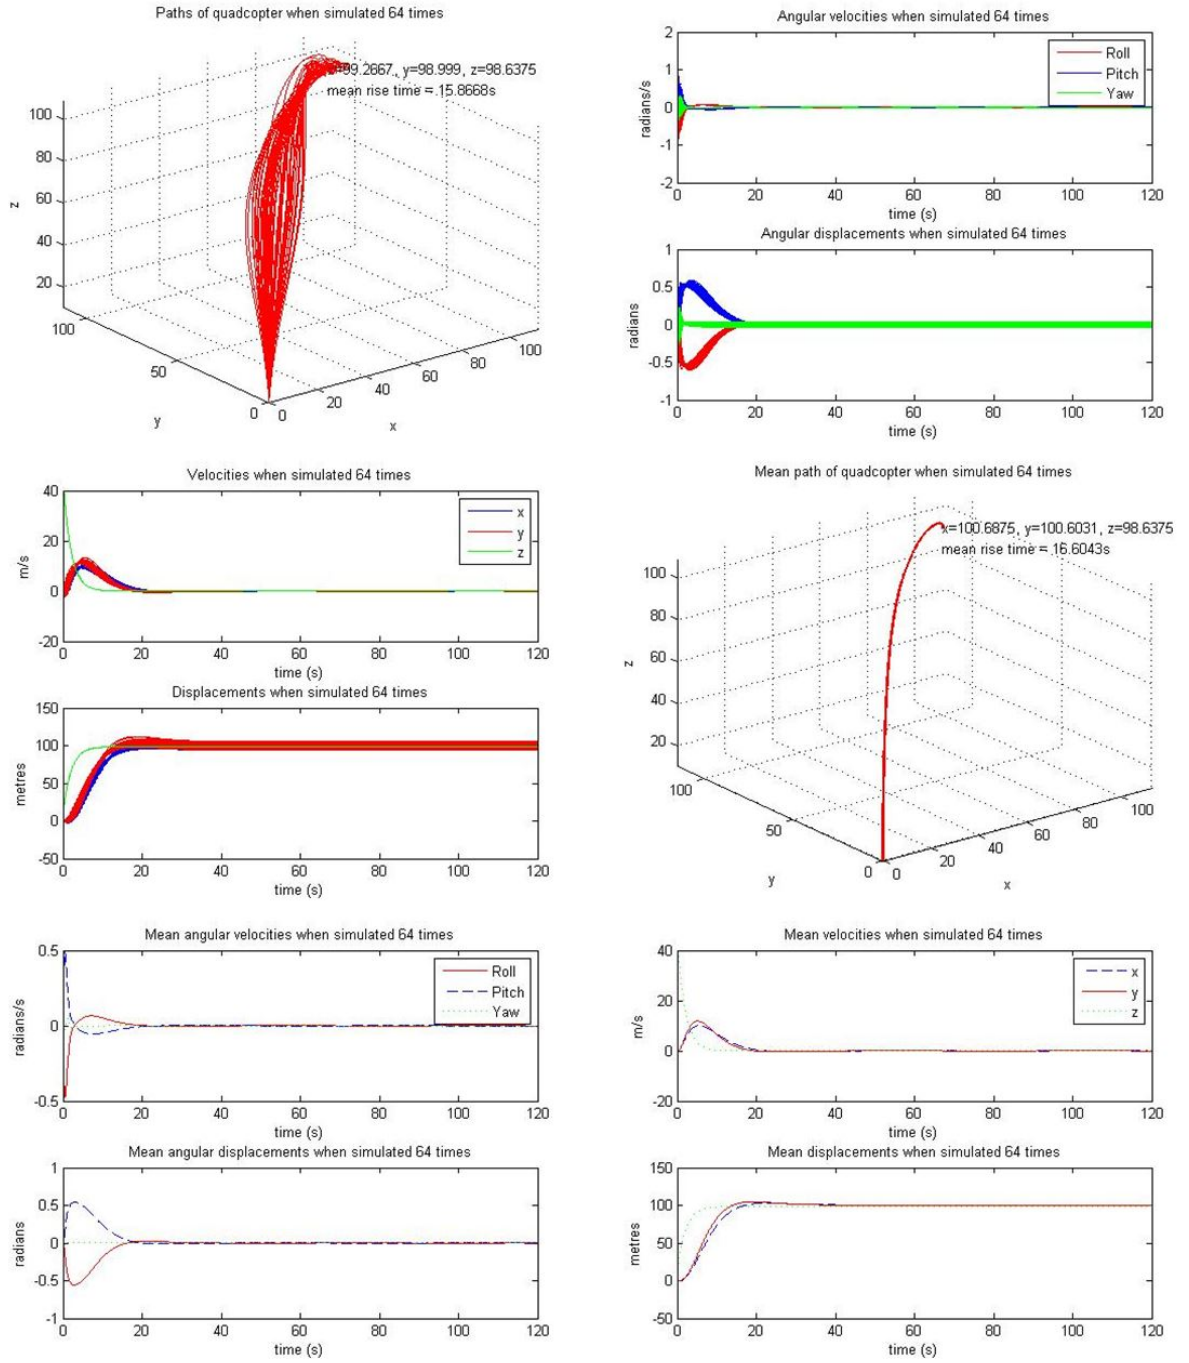 Paths of quadcopter when simulated 64 times
=99.2667, y=98.999, z=98.6375
mean rise time = 15.8668s
100
80
60
40
20
z
100
50
0
y
0
20
40
60
80
100
x
Angular velocities when simulated 64 times
2
1
0
-1
-2
radians/s
Roll
Pitch
Yaw
0 20 40 60 80 100 120
time (s)
Angular displacements when simulated 64 times
1
0.5
0
-0.5
-1
radians
0 20 40 60 80 100 120
time (s)
Velocities when simulated 64 times
40
20
0
-20
m/s
x
y
z
0 20 40 60 80 100 120
time (s)
Displacements when simulated 64 times
150
100
50
0
-50
metres
0 20 40 60 80 100 120
time (s)
Mean path of quadcopter when simulated 64 times
x=100.6875, y=100.6031, z=98.6375
mean rise time = 16.6043s
100
80
60
40
20
z
100
50
0
y
0
20
40
60
80
100
x
Mean angular velocities when simulated 64 times
0.5
0
-0.5
radians/s
Roll
Pitch
Yaw
0 20 40 60 80 100 120
time (s)
Mean angular displacements when simulated 64 times
1
0.5
0
-0.5
-1
radians
0 20 40 60 80 100 120
time (s)
Mean velocities when simulated 64 times
40
20
0
-20
m/s
x
y
z
0 20 40 60 80 100 120
time (s)
Mean displacements when simulated 64 times
150
100
50
0
-50
metres
0 20 40 60 80 100 120
time (s)